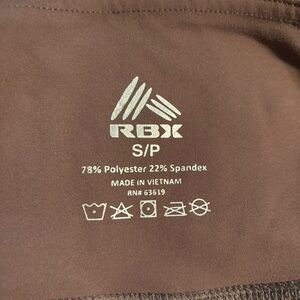 RBX
S/P
78% Polyester 22% Spandex
MADE IN VIETNAM
RN# 63619